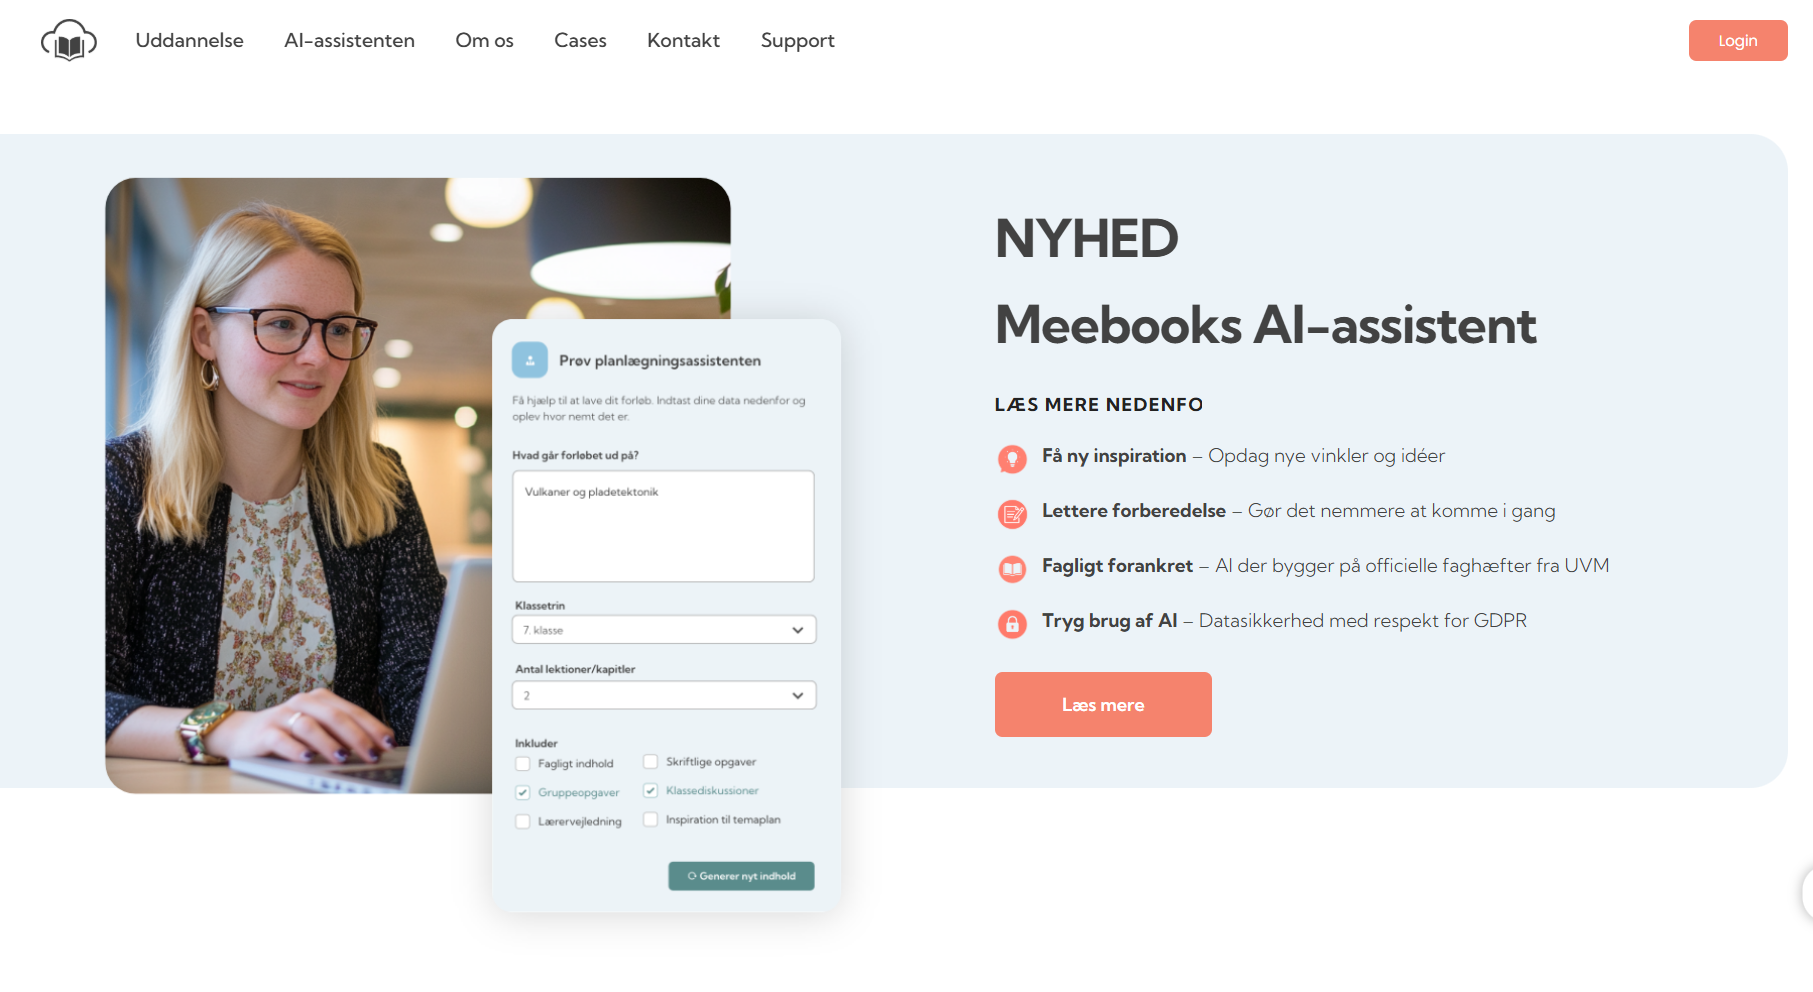 Uddannelse AI-assistenten Om os Cases Kontakt Support Login
NYHED
Meebooks AI-assistent
LÆS MERE NEDENFO
Få ny inspiration – Opdag nye vinkler og idéer
Lettere forberedelse – Gør det nemmere at komme i gang
Fagligt forankret – AI der bygger på officielle faghæfter fra UVM
Tryg brug af AI – Datasikkerhed med respekt for GDPR
Læs mere
Prøv planlægningsassistenten
Få hjælp til at lave dit forløb. Indtast dine data nedenfor og
oplev hvor nemt det er.
Hvad går forløbet ud på?
Vulkaner og pladetektonik
Klassetrin
7. klasse
Antal lektioner/kapitler
2
Inkluder
Fagligt indhold Skriftlige opgaver
Gruppeopgaver Klassediskussioner
Lærervejledning Inspiration til temaplan
Generer nyt indhold